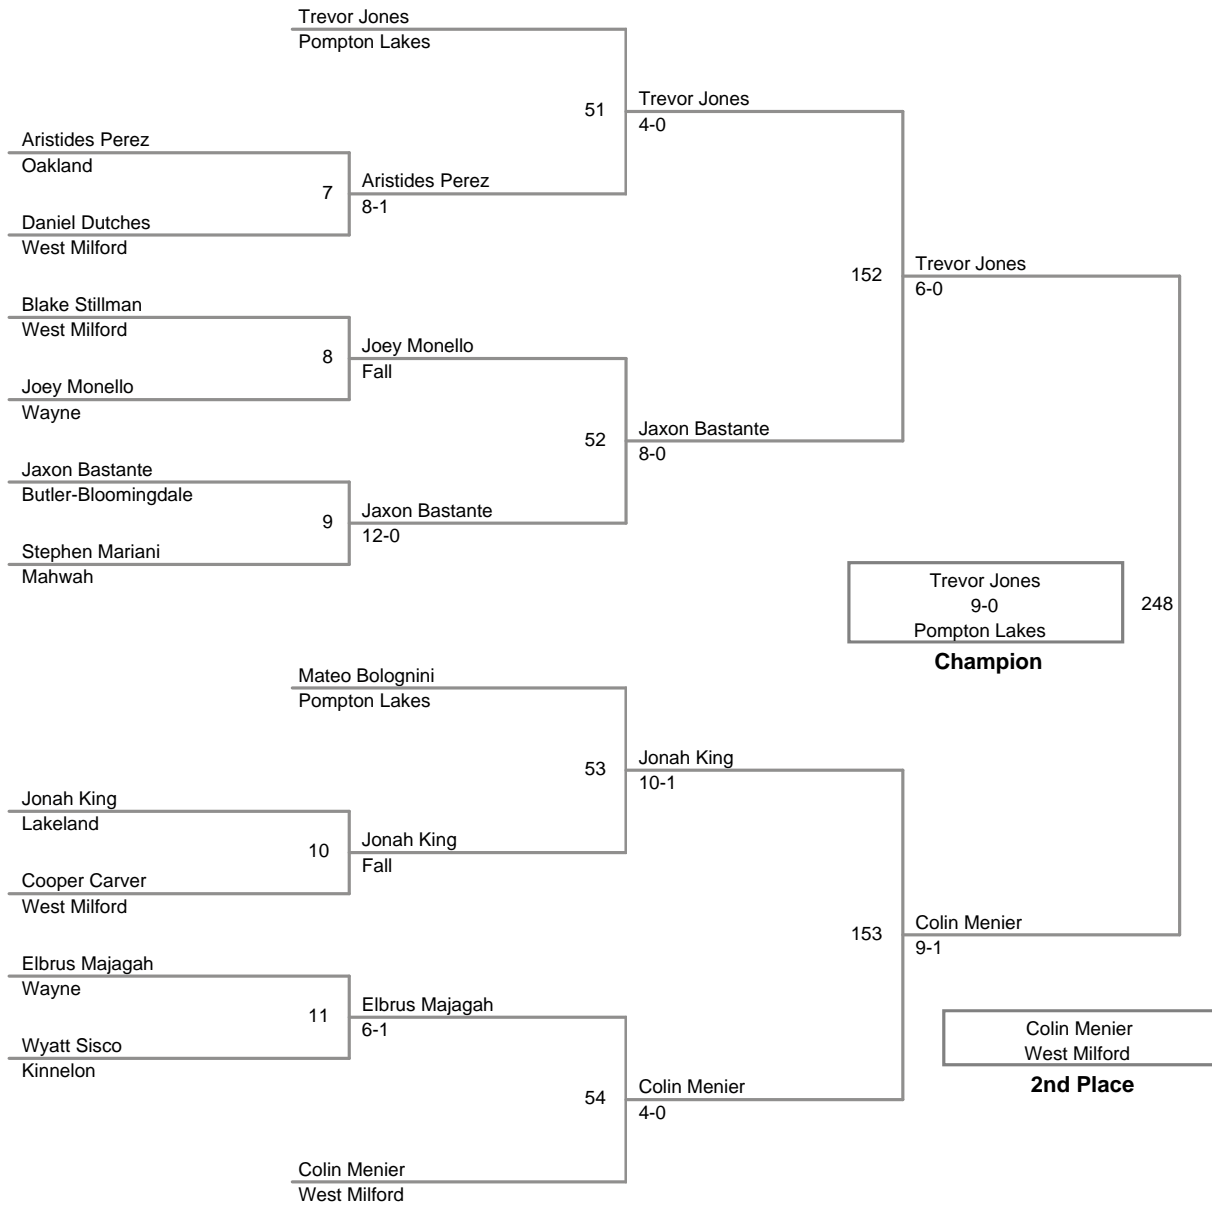 Trevor Jones
Pompton Lakes
51
Trevor Jones
4-0
Aristides Perez
Oakland
7
Aristides Perez
8-1
Daniel Dutches
West Milford
152
Trevor Jones
6-0
Blake Stillman
West Milford
8
Joey Monello
Fall
Joey Monello
Wayne
52
Jaxon Bastante
8-0
Jaxon Bastante
Butler-Bloomingdale
9
Jaxon Bastante
12-0
Stephen Mariani
Mahwah
Trevor Jones
9-0
Pompton Lakes
Champion
248
Mateo Bolognini
Pompton Lakes
53
Jonah King
10-1
Jonah King
Lakeland
10
Jonah King
Fall
Cooper Carver
West Milford
153
Colin Menier
9-1
Elbrus Majagah
Wayne
11
Elbrus Majagah
6-1
Wyatt Sisco
Kinnelon
Colin Menier
West Milford
2nd Place
54
Colin Menier
4-0
Colin Menier
West Milford